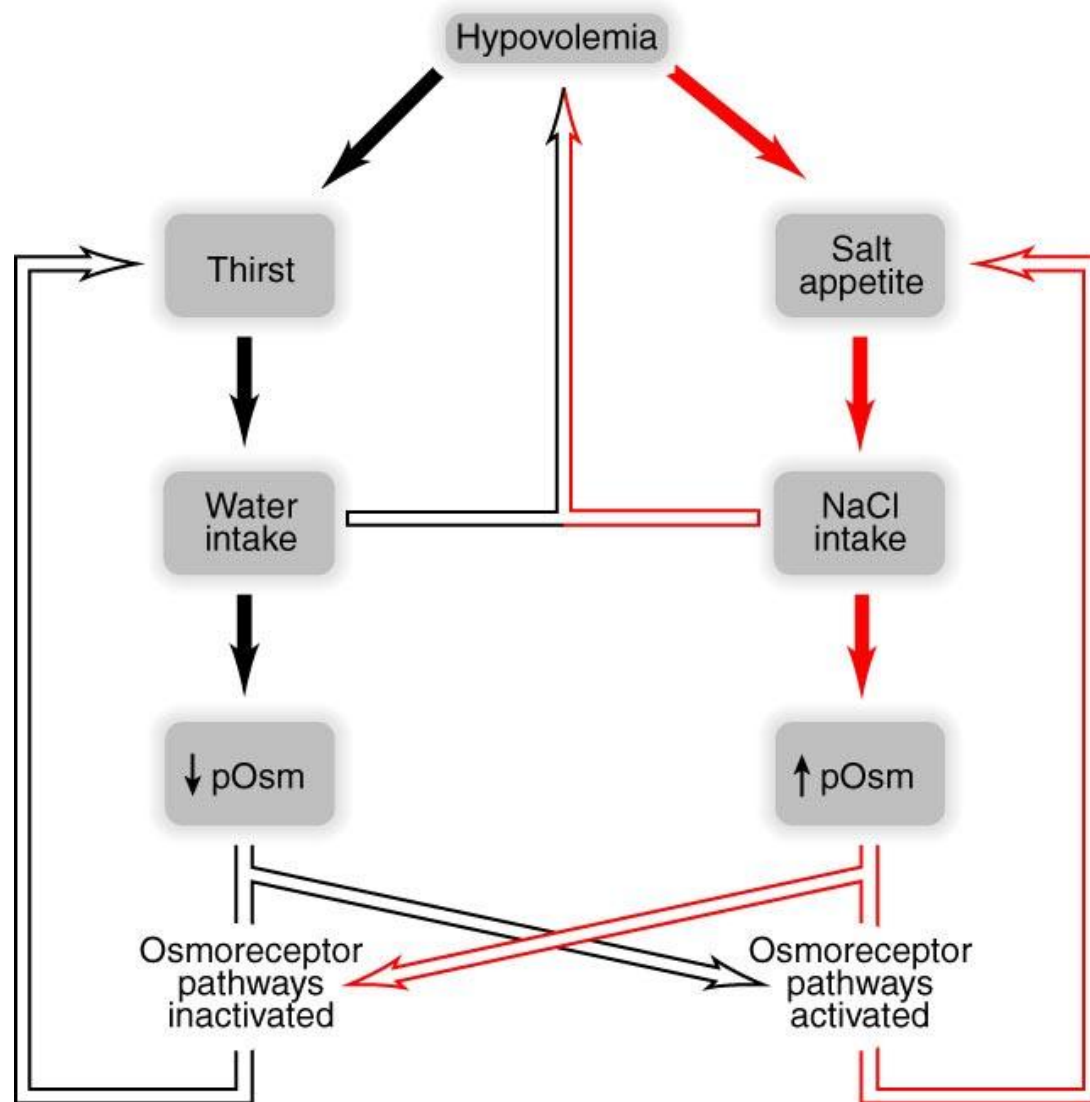 Hypovolemia
Thirst
Salt
appetite
Water
intake
NaCl
intake
↓ pOsm
↑ pOsm
Osmoreceptor
pathways
inactivated
Osmoreceptor
pathways
activated